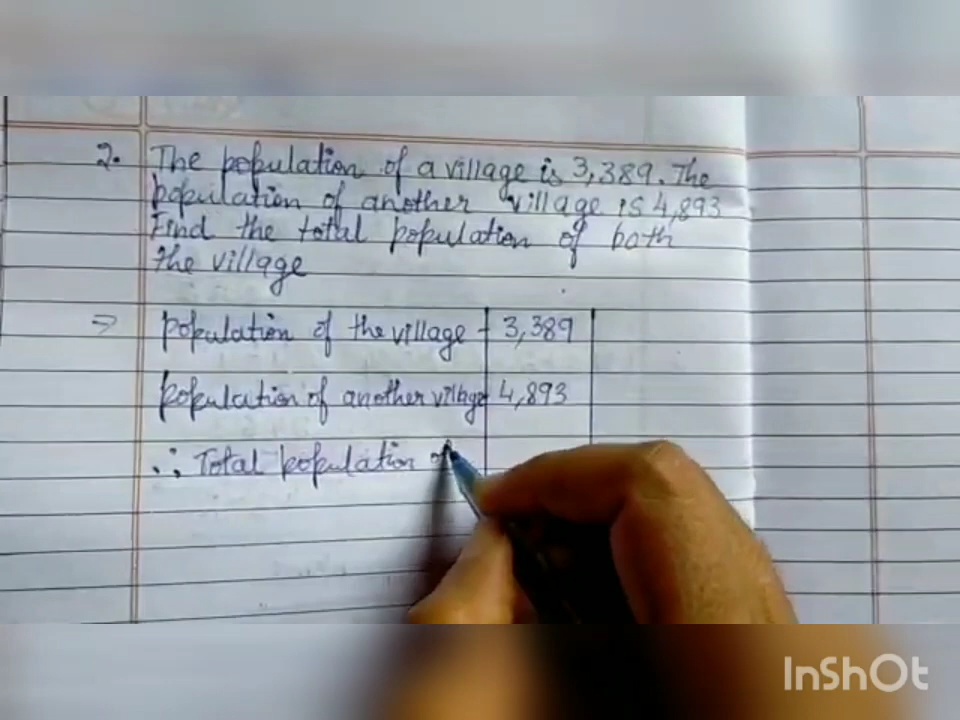 2. The population of a village is 3,389. The
population of another village is 4,893
Find the total population of both
the village
⇒ population of the village - 3,389
population of another village 4,893
∴ Total population of
InShOt